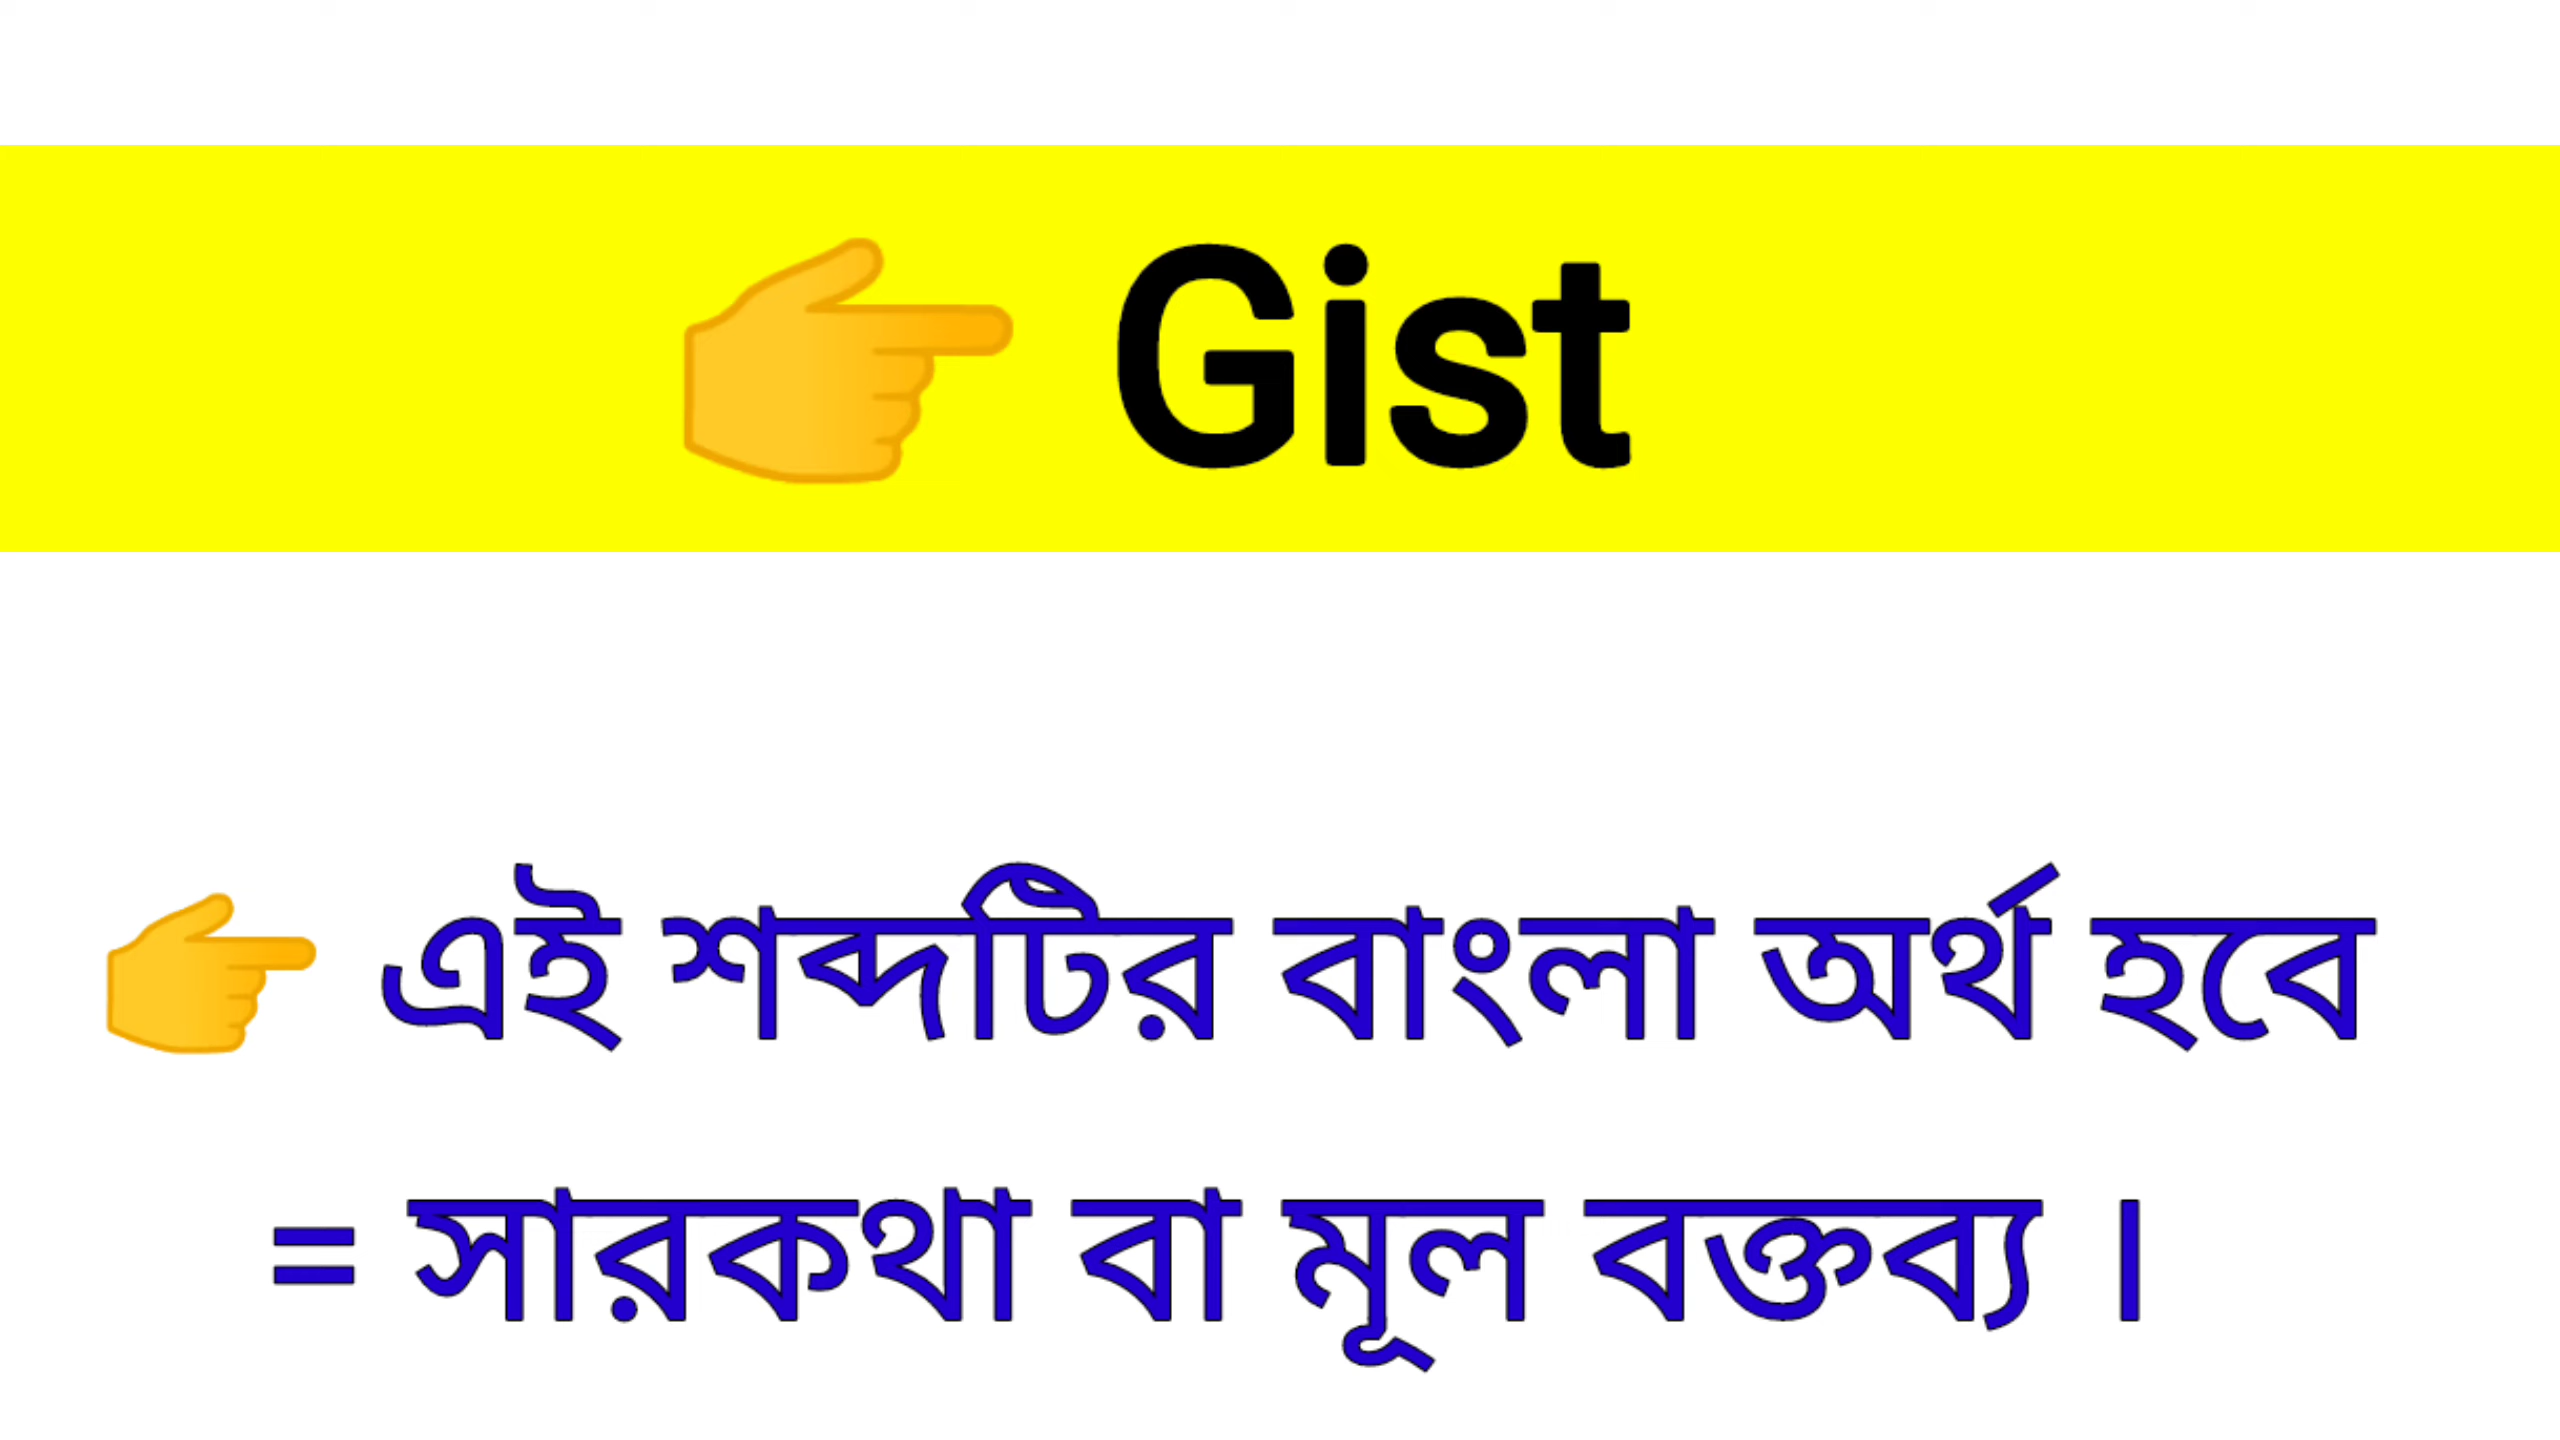 👉 Gist
👉 এই শব্দটির বাংলা অর্থ হবে
= সারকথা বা মূল বক্তব্য ।